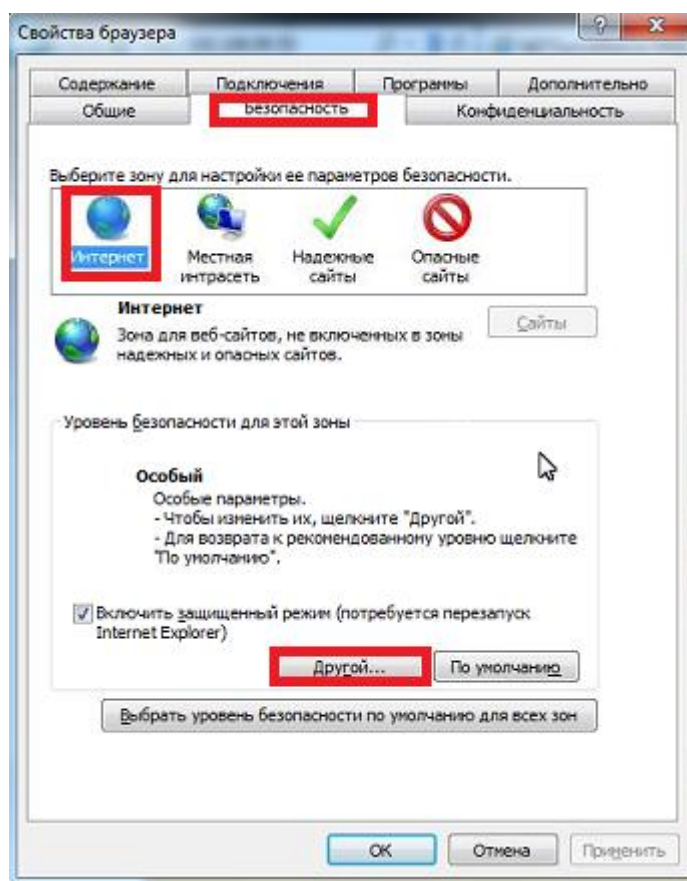 Свойства браузера
Содержание Подключения Программы Дополнительно
Общие Безопасность Конфиденциальность
Выберите зону для настройки ее параметров безопасности.
Интернет Местная интрасеть Надежные сайты Опасные сайты
Интернет
Зона для веб-сайтов, не включенных в зоны
надежных и опасных сайтов.
Сайты
Уровень безопасности для этой зоны
Особый
Особые параметры.
- Чтобы изменить их, щелкните "Другой".
- Для возврата к рекомендованному уровню щелкните
"По умолчанию".
Включить защищенный режим (потребуется перезапуск
Internet Explorer)
Другой... По умолчанию
Выбрать уровень безопасности по умолчанию для всех зон
ОК Отмена Применить